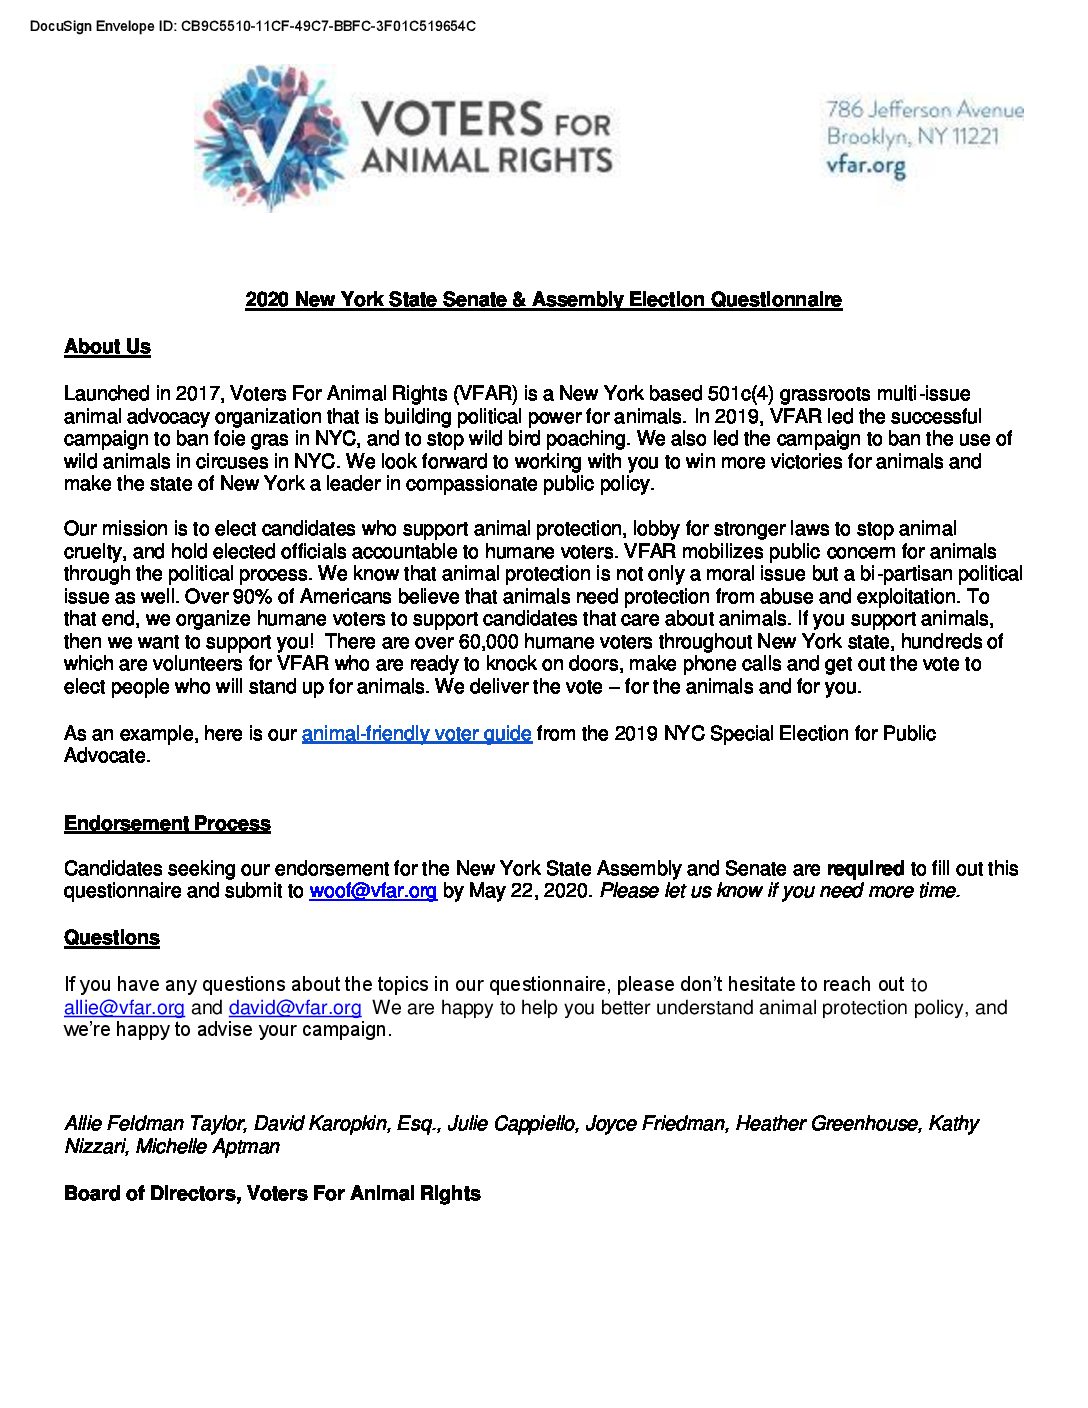 DocuSign Envelope ID: CB9C5510-11CF-49C7-BBFC-3F01C519654C
VOTERS FOR
ANIMAL RIGHTS
786 Jefferson Avenue
Brooklyn, NY 11221
vfar.org
2020 New York State Senate & Assembly Election Questionnaire
About Us
Launched in 2017, Voters For Animal Rights (VFAR) is a New York based 501c(4) grassroots multi-issue
animal advocacy organization that is building political power for animals. In 2019, VFAR led the successful
campaign to ban foie gras in NYC, and to stop wild bird poaching. We also led the campaign to ban the use of
wild animals in circuses in NYC. We look forward to working with you to win more victories for animals and
make the state of New York a leader in compassionate public policy.
Our mission is to elect candidates who support animal protection, lobby for stronger laws to stop animal
cruelty, and hold elected officials accountable to humane voters. VFAR mobilizes public concern for animals
through the political process. We know that animal protection is not only a moral issue but a bi-partisan political
issue as well. Over 90% of Americans believe that animals need protection from abuse and exploitation. To
that end, we organize humane voters to support candidates that care about animals. If you support animals,
then we want to support you! There are over 60,000 humane voters throughout New York state, hundreds of
which are volunteers for VFAR who are ready to knock on doors, make phone calls and get out the vote to
elect people who will stand up for animals. We deliver the vote – for the animals and for you.
As an example, here is our animal-friendly voter guide from the 2019 NYC Special Election for Public
Advocate.
Endorsement Process
Candidates seeking our endorsement for the New York State Assembly and Senate are required to fill out this
questionnaire and submit to woof@vfar.org by May 22, 2020. Please let us know if you need more time.
Questions
If you have any questions about the topics in our questionnaire, please don't hesitate to reach out to
allie@vfar.org and david@vfar.org We are happy to help you better understand animal protection policy, and
we're happy to advise your campaign.
Allie Feldman Taylor, David Karopkin, Esq., Julie Cappiello, Joyce Friedman, Heather Greenhouse, Kathy
Nizzari, Michelle Aptman
Board of Directors, Voters For Animal Rights